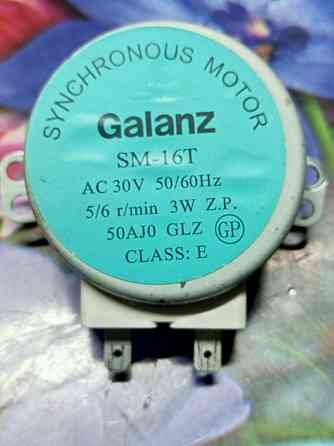 SYNCHRONOUS MOTOR
Galanz
SM-16T
AC 30V 50/60Hz
5/6 r/min 3W Z.P.
50AJ0 GLZ GP
CLASS: E